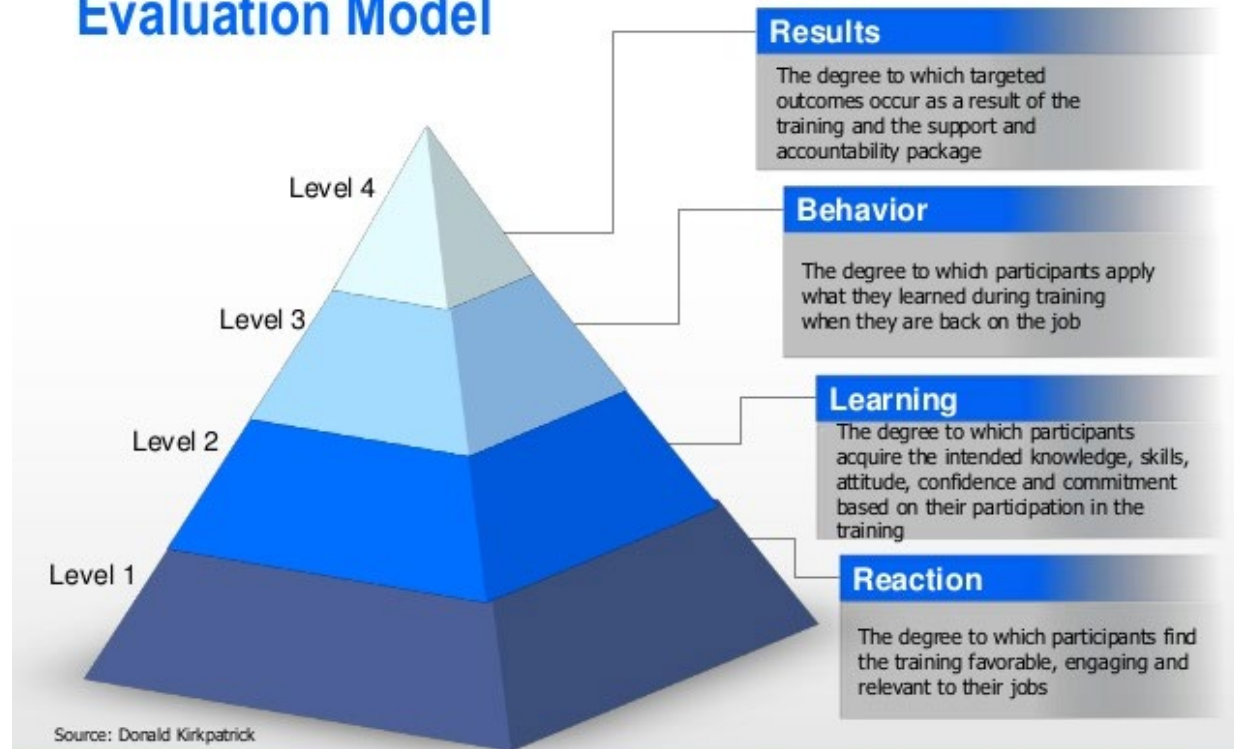 Evaluation Model
Results
The degree to which targeted
outcomes occur as a result of the
training and the support and
accountability package
Level 4
Behavior
The degree to which participants apply
what they learned during training
when they are back on the job
Level 3
Learning
The degree to which participants
acquire the intended knowledge, skills,
attitude, confidence and commitment
based on their participation in the
training
Level 2
Reaction
The degree to which participants find
the training favorable, engaging and
relevant to their jobs
Level 1
Source: Donald Kirkpatrick